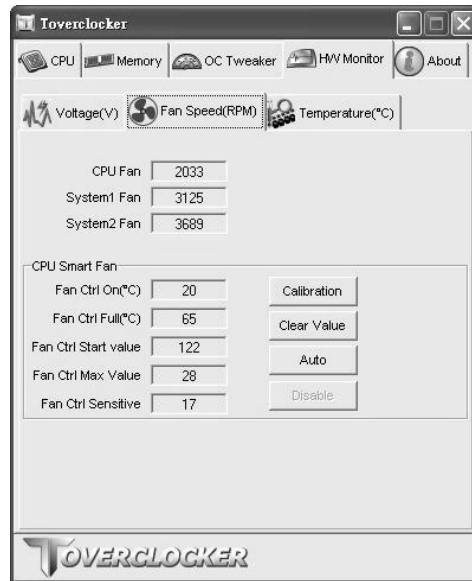 Toverclocker
CPU Memory OC Tweaker H/W Monitor About
Voltage(V) Fan Speed(RPM) Temperature(°C)
CPU Fan 2033
System1 Fan 3125
System2 Fan 3689
CPU Smart Fan
Fan Ctrl On(°C) 20 Calibration
Fan Ctrl Full(°C) 65 Clear Value
Fan Ctrl Start value 122 Auto
Fan Ctrl Max Value 28
Fan Ctrl Sensitive 17 Disable
TOVERCLOCKER